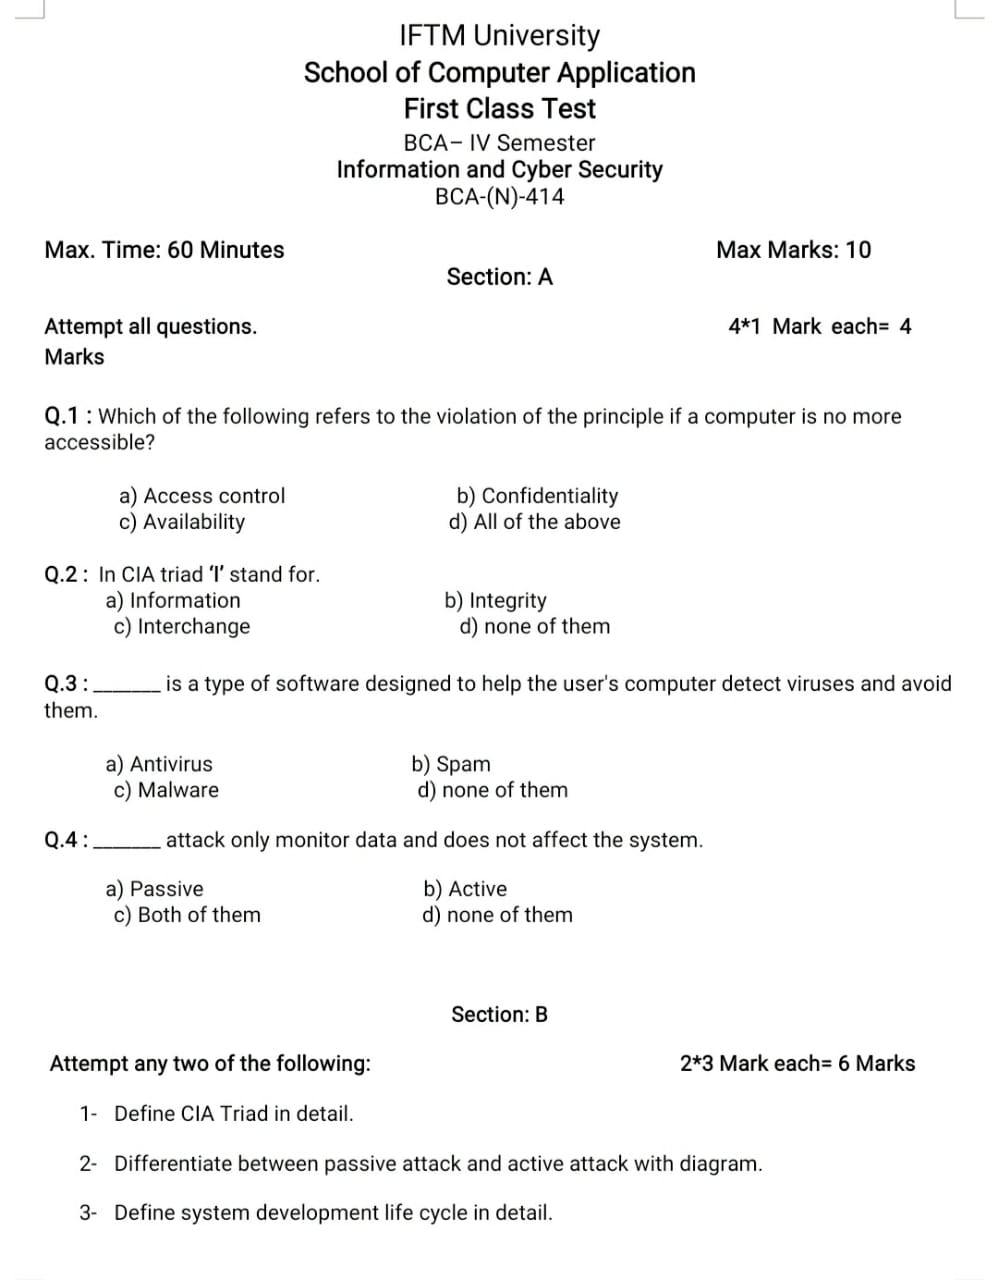 IFTM University
School of Computer Application
First Class Test
BCA– IV Semester
Information and Cyber Security
BCA-(N)-414
Max. Time: 60 Minutes Max Marks: 10
Section: A
Attempt all questions. 4*1 Mark each= 4
Marks
Q.1 : Which of the following refers to the violation of the principle if a computer is no more
accessible?
a) Access control b) Confidentiality
c) Availability d) All of the above
Q.2 : In CIA triad 'I' stand for.
a) Information b) Integrity
c) Interchange d) none of them
Q.3 : ______ is a type of software designed to help the user's computer detect viruses and avoid
them.
a) Antivirus b) Spam
c) Malware d) none of them
Q.4 : ______ attack only monitor data and does not affect the system.
a) Passive b) Active
c) Both of them d) none of them
Section: B
Attempt any two of the following: 2*3 Mark each= 6 Marks
1- Define CIA Triad in detail.
2- Differentiate between passive attack and active attack with diagram.
3- Define system development life cycle in detail.